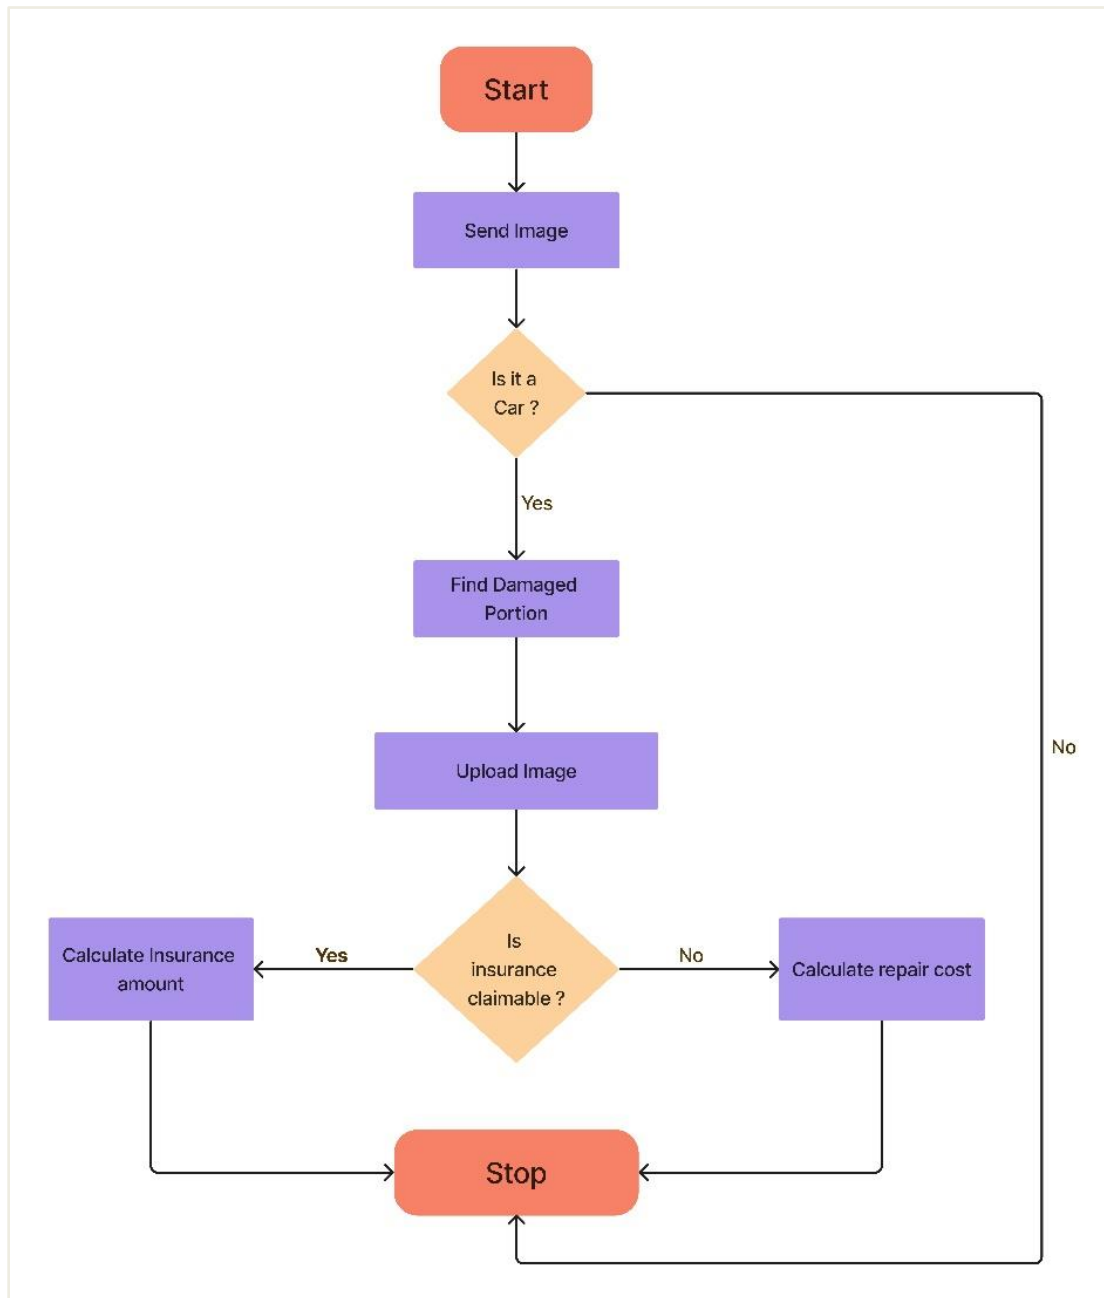 Start
Send Image
Is it a
Car ?
Yes
Find Damaged
Portion
No
Upload Image
Calculate Insurance
amount
Yes
Is
insurance
claimable ?
No
Calculate repair cost
Stop